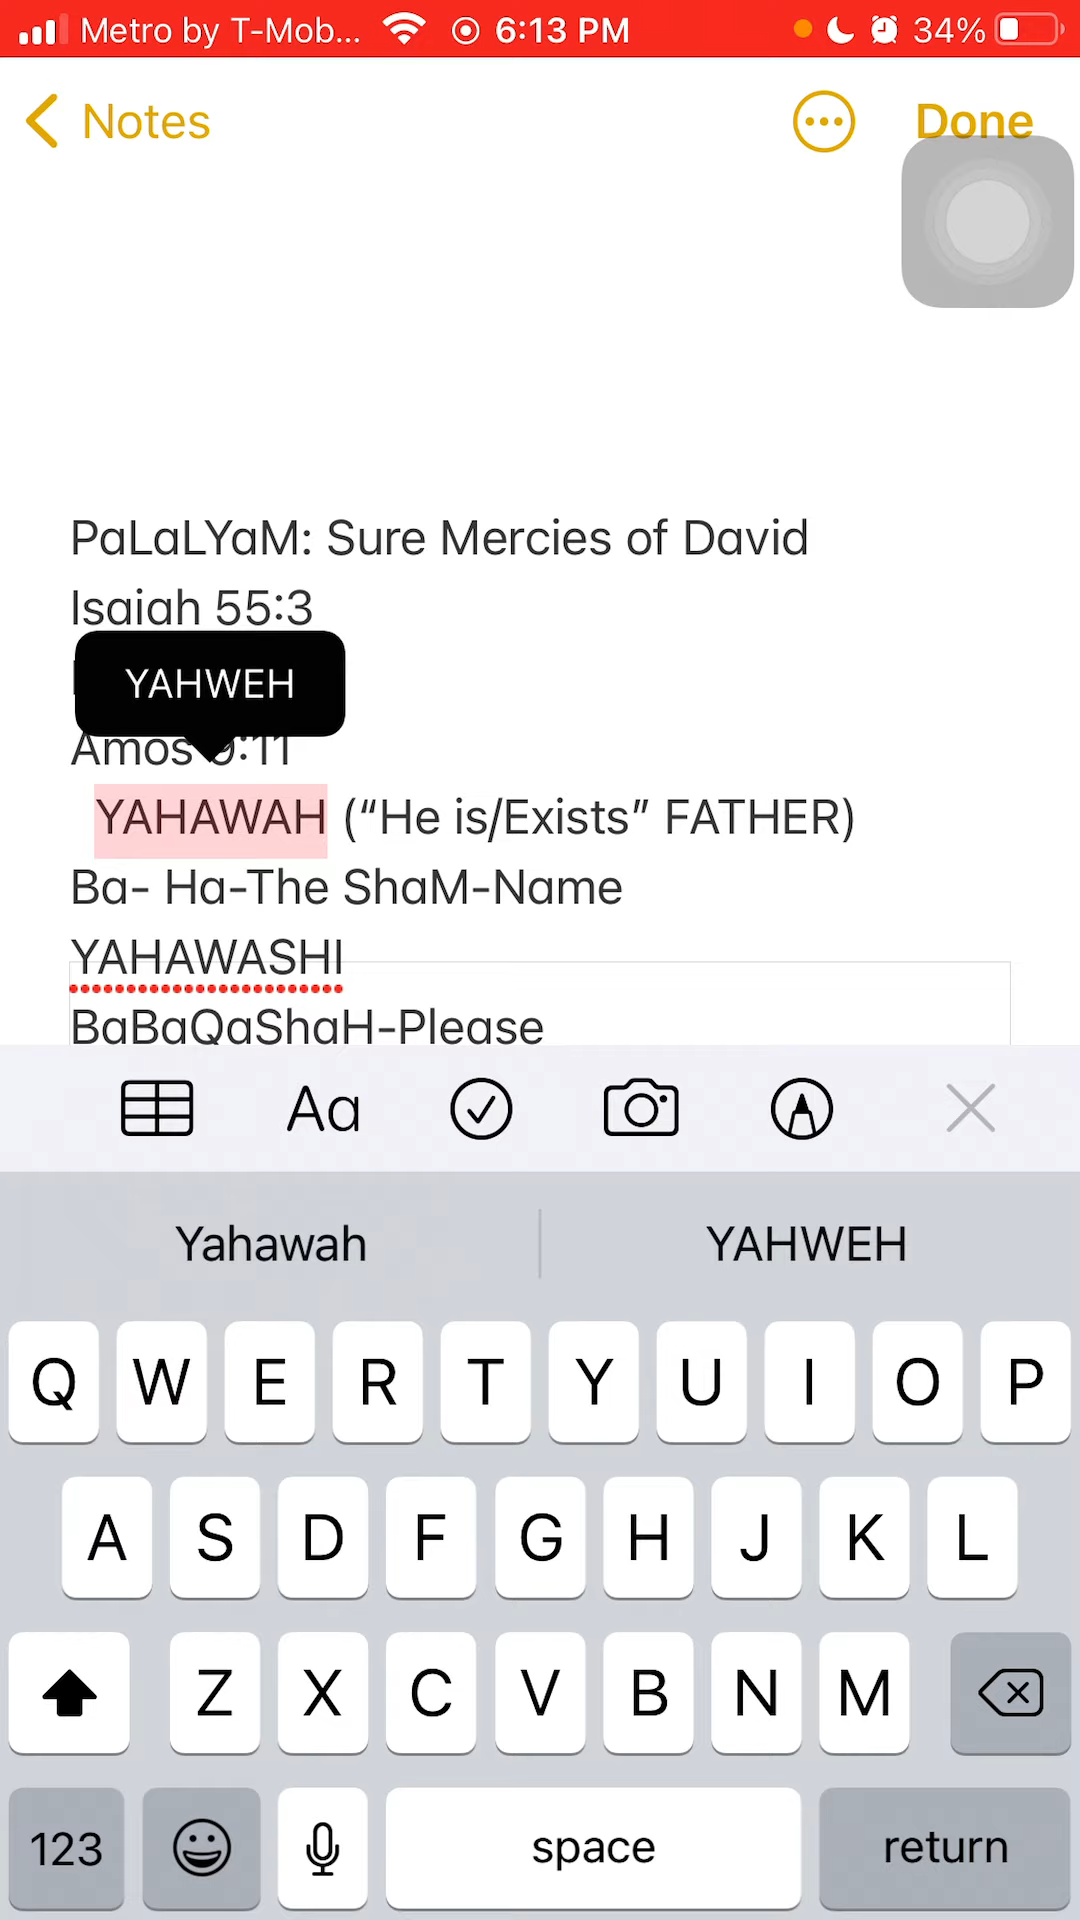 Metro by T-Mob... 6:13 PM 34%
Notes Done
PaLaLYaM: Sure Mercies of David
Isaiah 55:3
YAHWEH
Amos 9:11
YAHAWAH (“He is/Exists” FATHER)
Ba- Ha-The ShaM-Name
YAHAWASHI
BaBaQaShaH-Please
Aa
Yahawah YAHWEH
Q W E R T Y U I O P
A S D F G H J K L
Z X C V B N M
123 space return